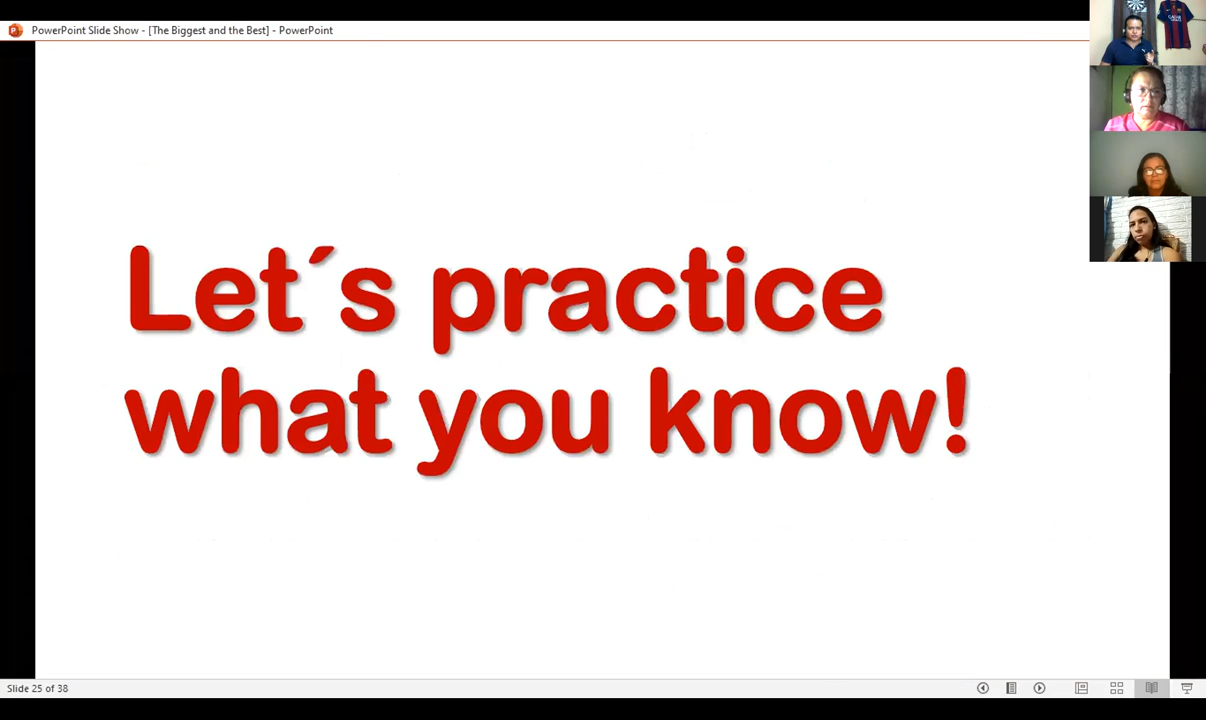 PowerPoint Slide Show - [The Biggest and the Best] - PowerPoint
Let´s practice
what you know!
Slide 25 of 38